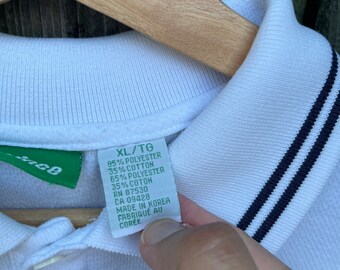 XL/TG
65% POLYESTER
35% COTTON
65% POLYESTER
35% COTON
RN 87530
CA 09428
MADE IN KOREA
FABRIQUÉ AU
CORÉE